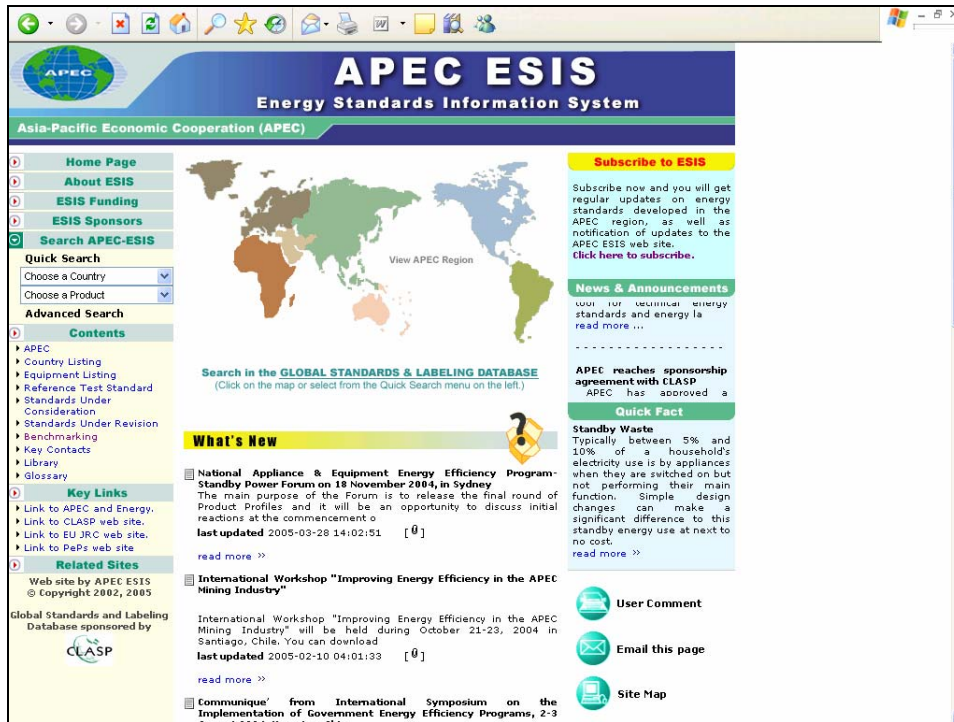 APEC
APEC ESIS
Energy Standards Information System
Asia-Pacific Economic Cooperation (APEC)
Home Page
About ESIS
ESIS Funding
ESIS Sponsors
Search APEC-ESIS
Quick Search
Choose a Country
Choose a Product
Advanced Search
Contents
APEC
Country Listing
Equipment Listing
Reference Test Standard
Standards Under
Consideration
Standards Under Revision
Benchmarking
Key Contacts
Library
Glossary
Key Links
Link to APEC and Energy.
Link to CLASP web site.
Link to EU JRC web site.
Link to PePs web site
Related Sites
Web site by APEC ESIS
© Copyright 2002, 2005
Global Standards and Labeling
Database sponsored by
CLASP
View APEC Region
Search in the GLOBAL STANDARDS & LABELING DATABASE
(Click on the map or select from the Quick Search menu on the left.)
What's New
National Appliance & Equipment Energy Efficiency Program-
Standby Power Forum on 18 November 2004, in Sydney
The main purpose of the Forum is to release the final round of
Product Profiles and it will be an opportunity to discuss initial
reactions at the commencement o
last updated 2005-03-28 14:02:51 [ ]
read more »
International Workshop "Improving Energy Efficiency in the APEC
Mining Industry"
International Workshop "Improving Energy Efficiency in the APEC
Mining Industry" will be held during October 21-23, 2004 in
Santiago, Chile. You can download
last updated 2005-02-10 04:01:33 [ ]
read more »
Communique' from International Symposium on the
Implementation of Government Energy Efficiency Programs, 2-3
Subscribe to ESIS
Subscribe now and you will get
regular updates on energy
standards developed in the
APEC region, as well as
notification of updates to the
APEC ESIS web site.
Click here to subscribe.
News & Announcements
tool for technical energy
standards and energy la
read more ...
- - - - - - - - - - - - - - - - - -
APEC reaches sponsorship
agreement with CLASP
APEC has approved a
Quick Fact
Standby Waste
Typically between 5% and
10% of a household's
electricity use is by appliances
when they are switched on but
not performing their main
function. Simple design
changes can make a
significant difference to this
standby energy use at next to
no cost.
read more »
User Comment
Email this page
Site Map